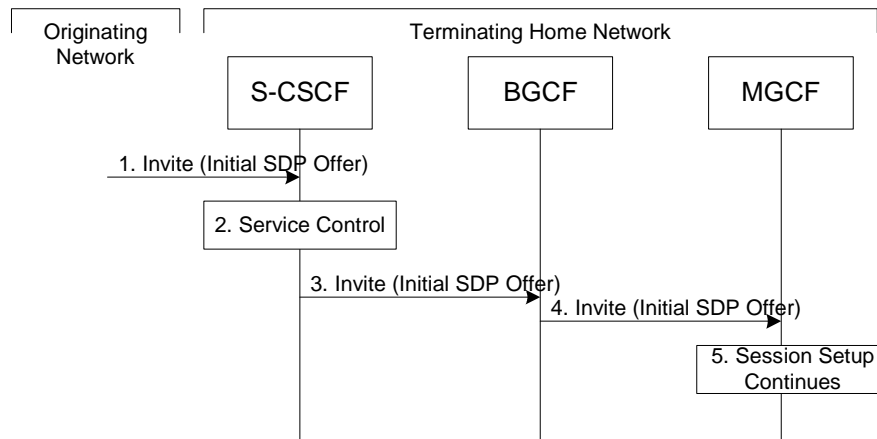 Originating
Network
Terminating Home Network
S-CSCF
BGCF
MGCF
1. Invite (Initial SDP Offer)
2. Service Control
3. Invite (Initial SDP Offer)
4. Invite (Initial SDP Offer)
5. Session Setup
Continues